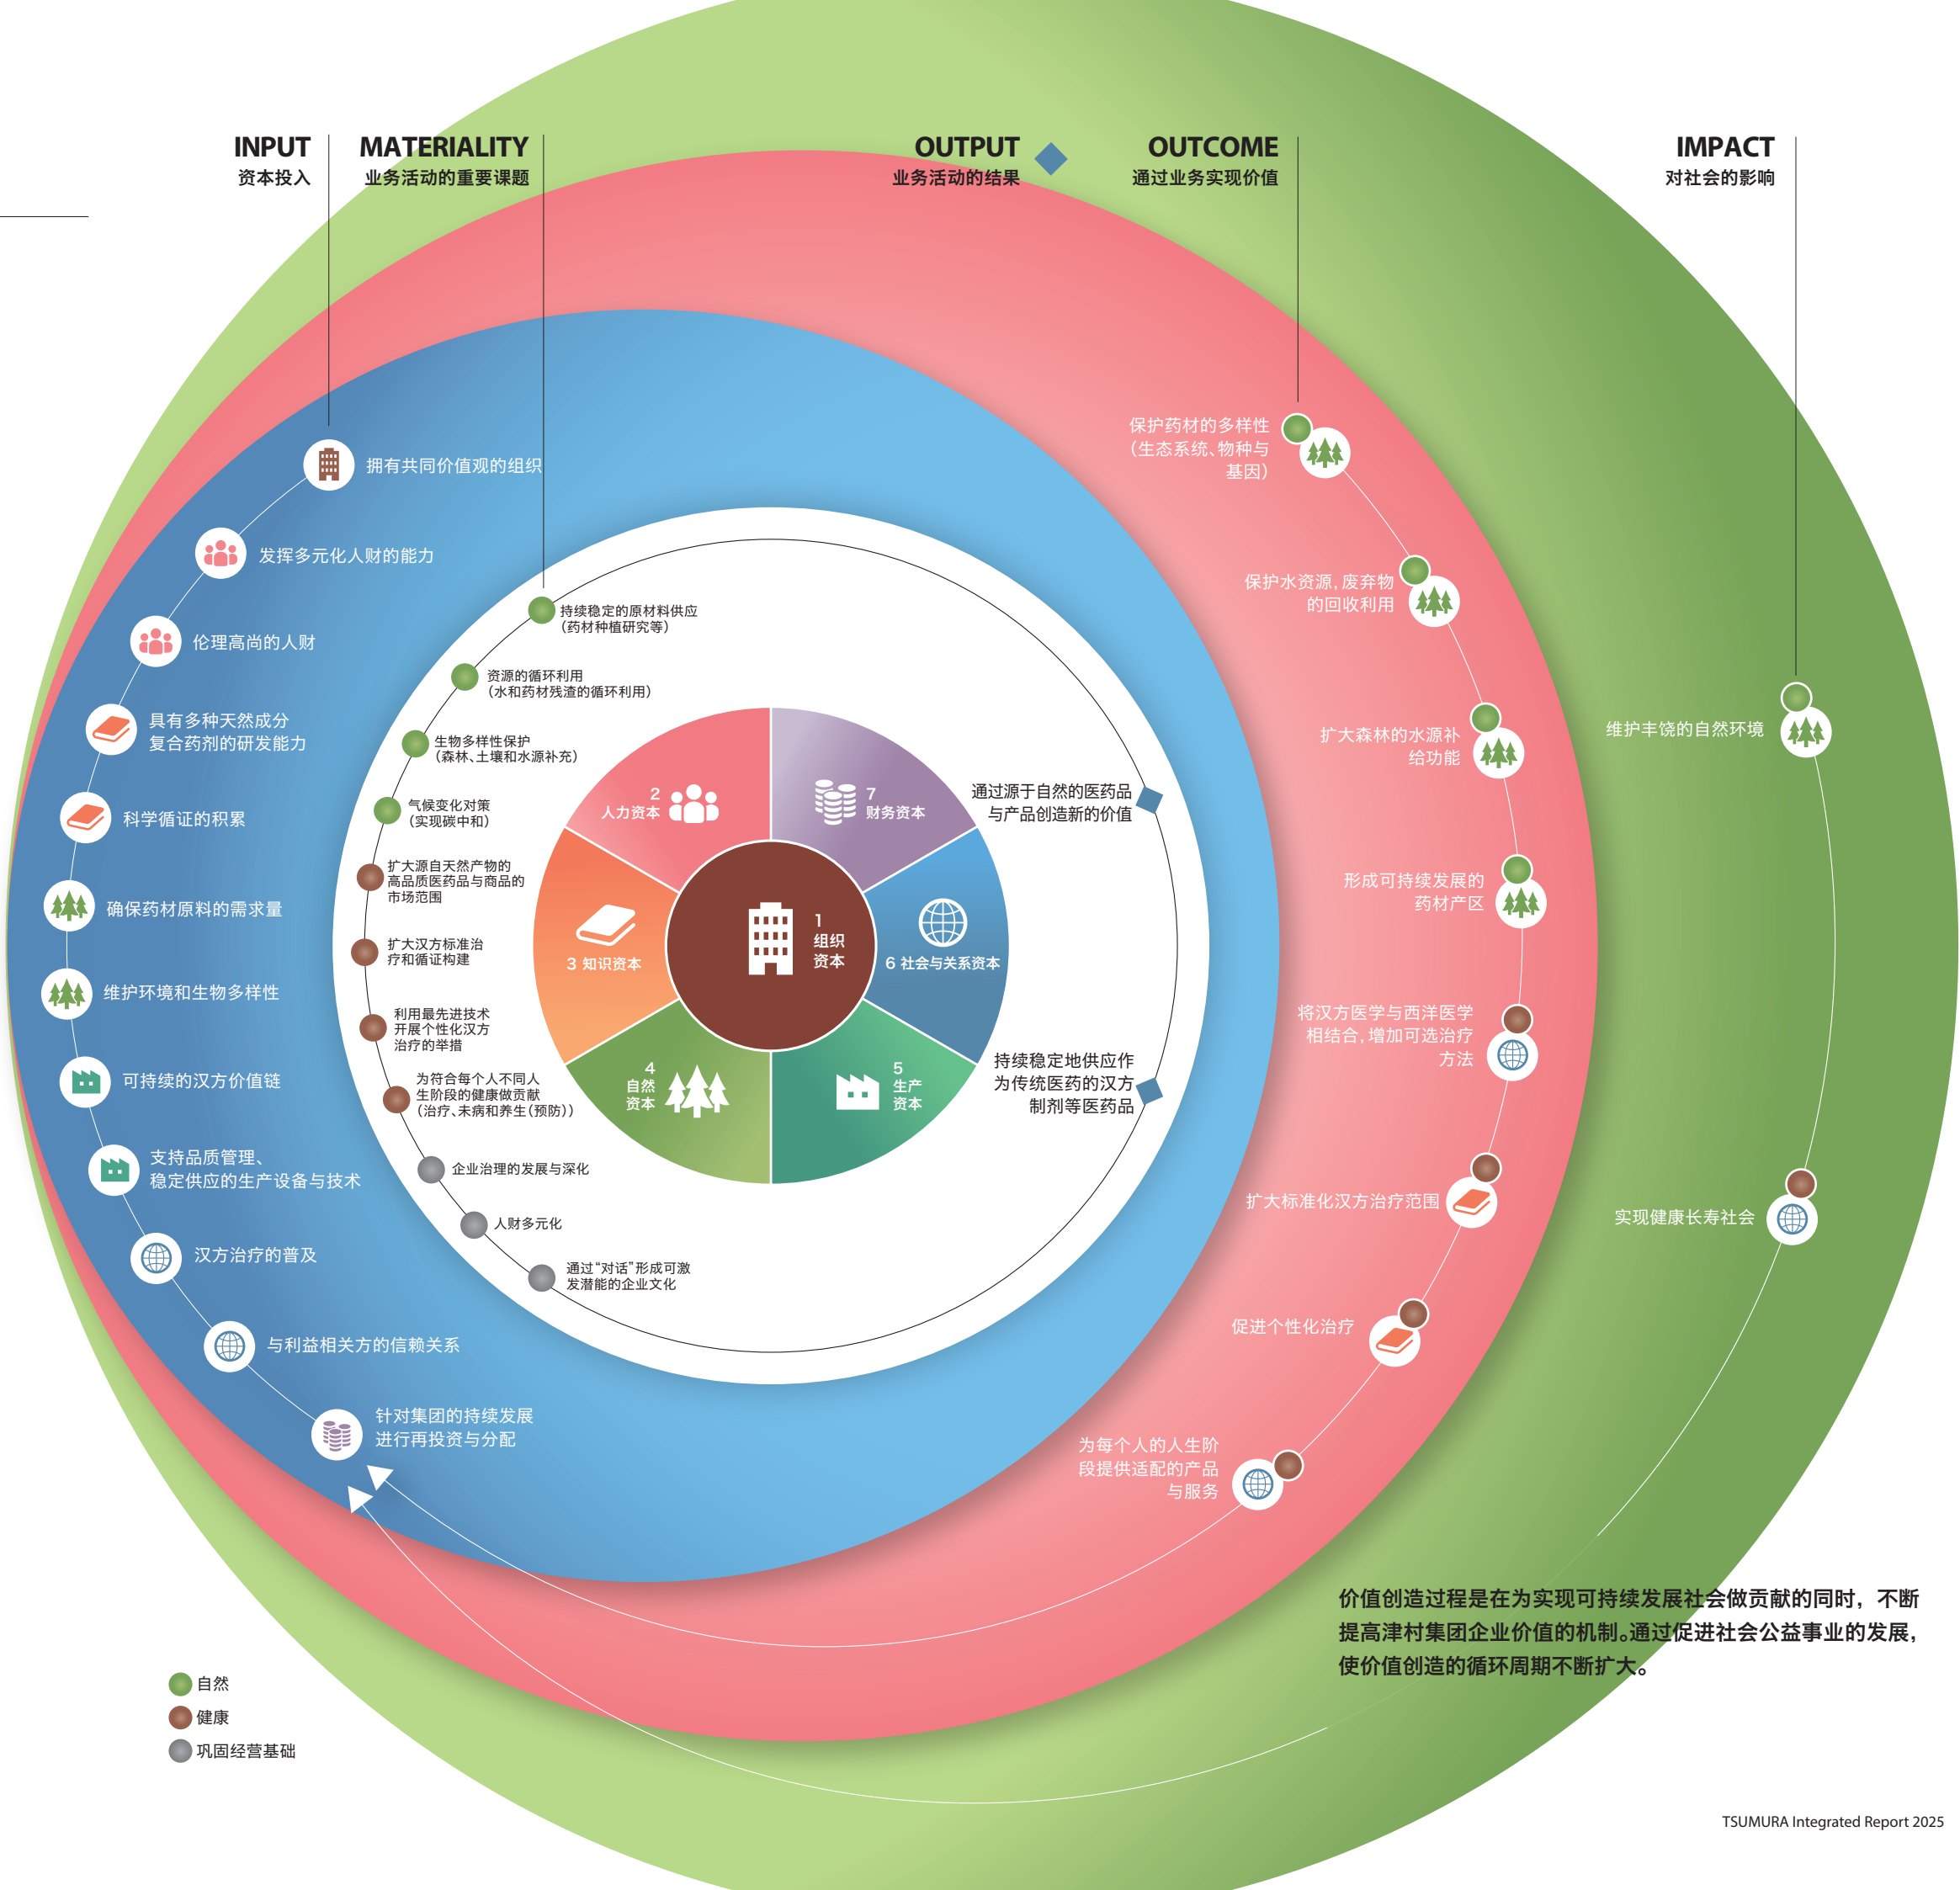 INPUT
资本投入
MATERIALITY
业务活动的重要课题
OUTPUT
业务活动的结果
OUTCOME
通过业务实现价值
IMPACT
对社会的影响
拥有共同价值观的组织
发挥多元化人财的能力
伦理高尚的人财
具有多种天然成分
复合药剂的研发能力
科学循证的积累
确保药材原料的需求量
维护环境和生物多样性
可持续的汉方价值链
支持品质管理、
稳定供应的生产设备与技术
汉方治疗的普及
与利益相关方的信赖关系
针对集团的持续发展
进行再投资与分配
持续稳定的原材料供应
（药材种植研究等）
资源的循环利用
（水和药材残渣的循环利用）
生物多样性保护
（森林、土壤和水源补充）
气候变化对策
（实现碳中和）
扩大源自天然产物的
高品质医药品与商品的
市场范围
扩大汉方标准治
疗和循证构建
利用最先进技术
开展个性化汉方
治疗的举措
为符合每个人不同人
生阶段的健康做贡献
（治疗、未病和养生（预防））
企业治理的发展与深化
人财多元化
通过“对话”形成可激
发潜能的企业文化
1
组织
资本
2
人力资本
3 知识资本
4
自然
资本
5
生产
资本
6 社会与关系资本
7
财务资本
通过源于自然的医药品
与产品创造新的价值
持续稳定地供应作
为传统医药的汉方
制剂等医药品
保护药材的多样性
（生态系统、物种与
基因）
保护水资源，废弃物
的回收利用
扩大森林的水源补
给功能
形成可持续发展的
药材产区
将汉方医学与西洋医学
相结合，增加可选治疗
方法
扩大标准化汉方治疗范围
促进个性化治疗
为每个人的人生阶
段提供适配的产品
与服务
维护丰饶的自然环境
实现健康长寿社会
价值创造过程是在为实现可持续发展社会做贡献的同时，不断
提高津村集团企业价值的机制。通过促进社会公益事业的发展，
使价值创造的循环周期不断扩大。
自然
健康
巩固经营基础
TSUMURA Integrated Report 2025